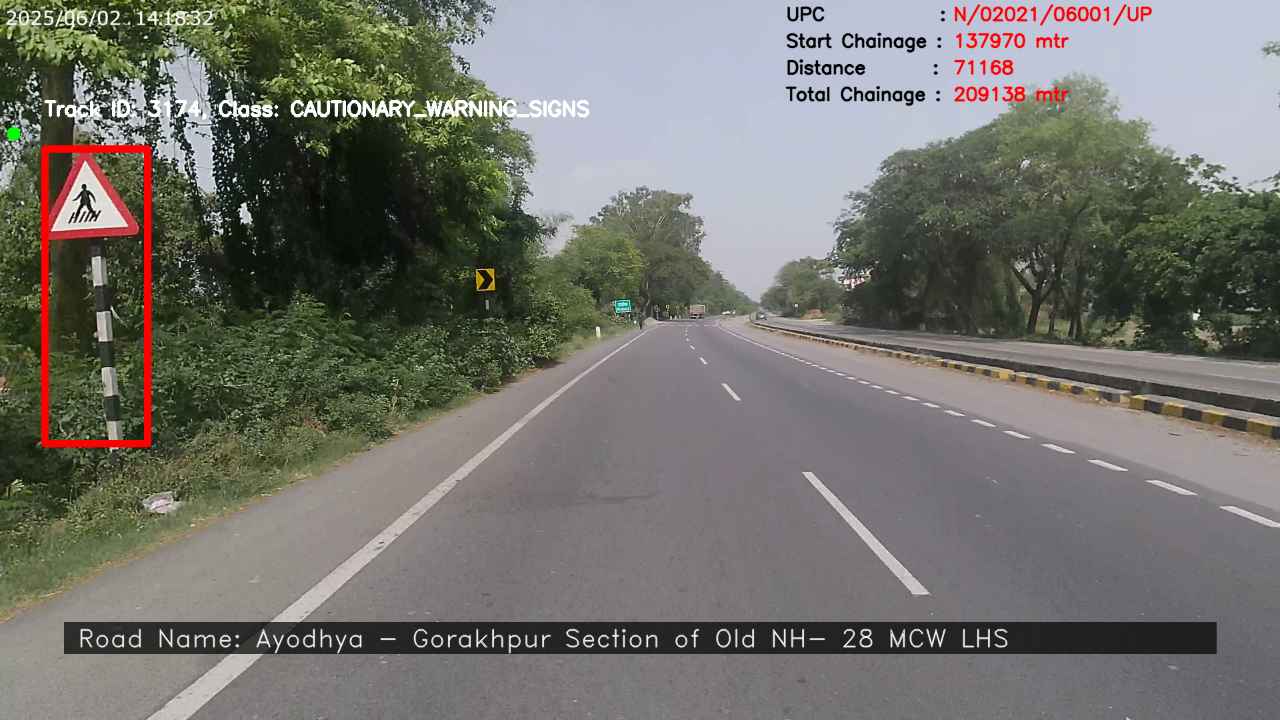 2025/06/02 14:18:32
UPC : N/02021/06001/UP
Start Chainage : 137970 mtr
Distance : 71168
Total Chainage : 209138 mtr
Track ID: 3174, Class: CAUTIONARY_WARNING_SIGNS
Road Name: Ayodhya - Gorakhpur Section of Old NH- 28 MCW LHS